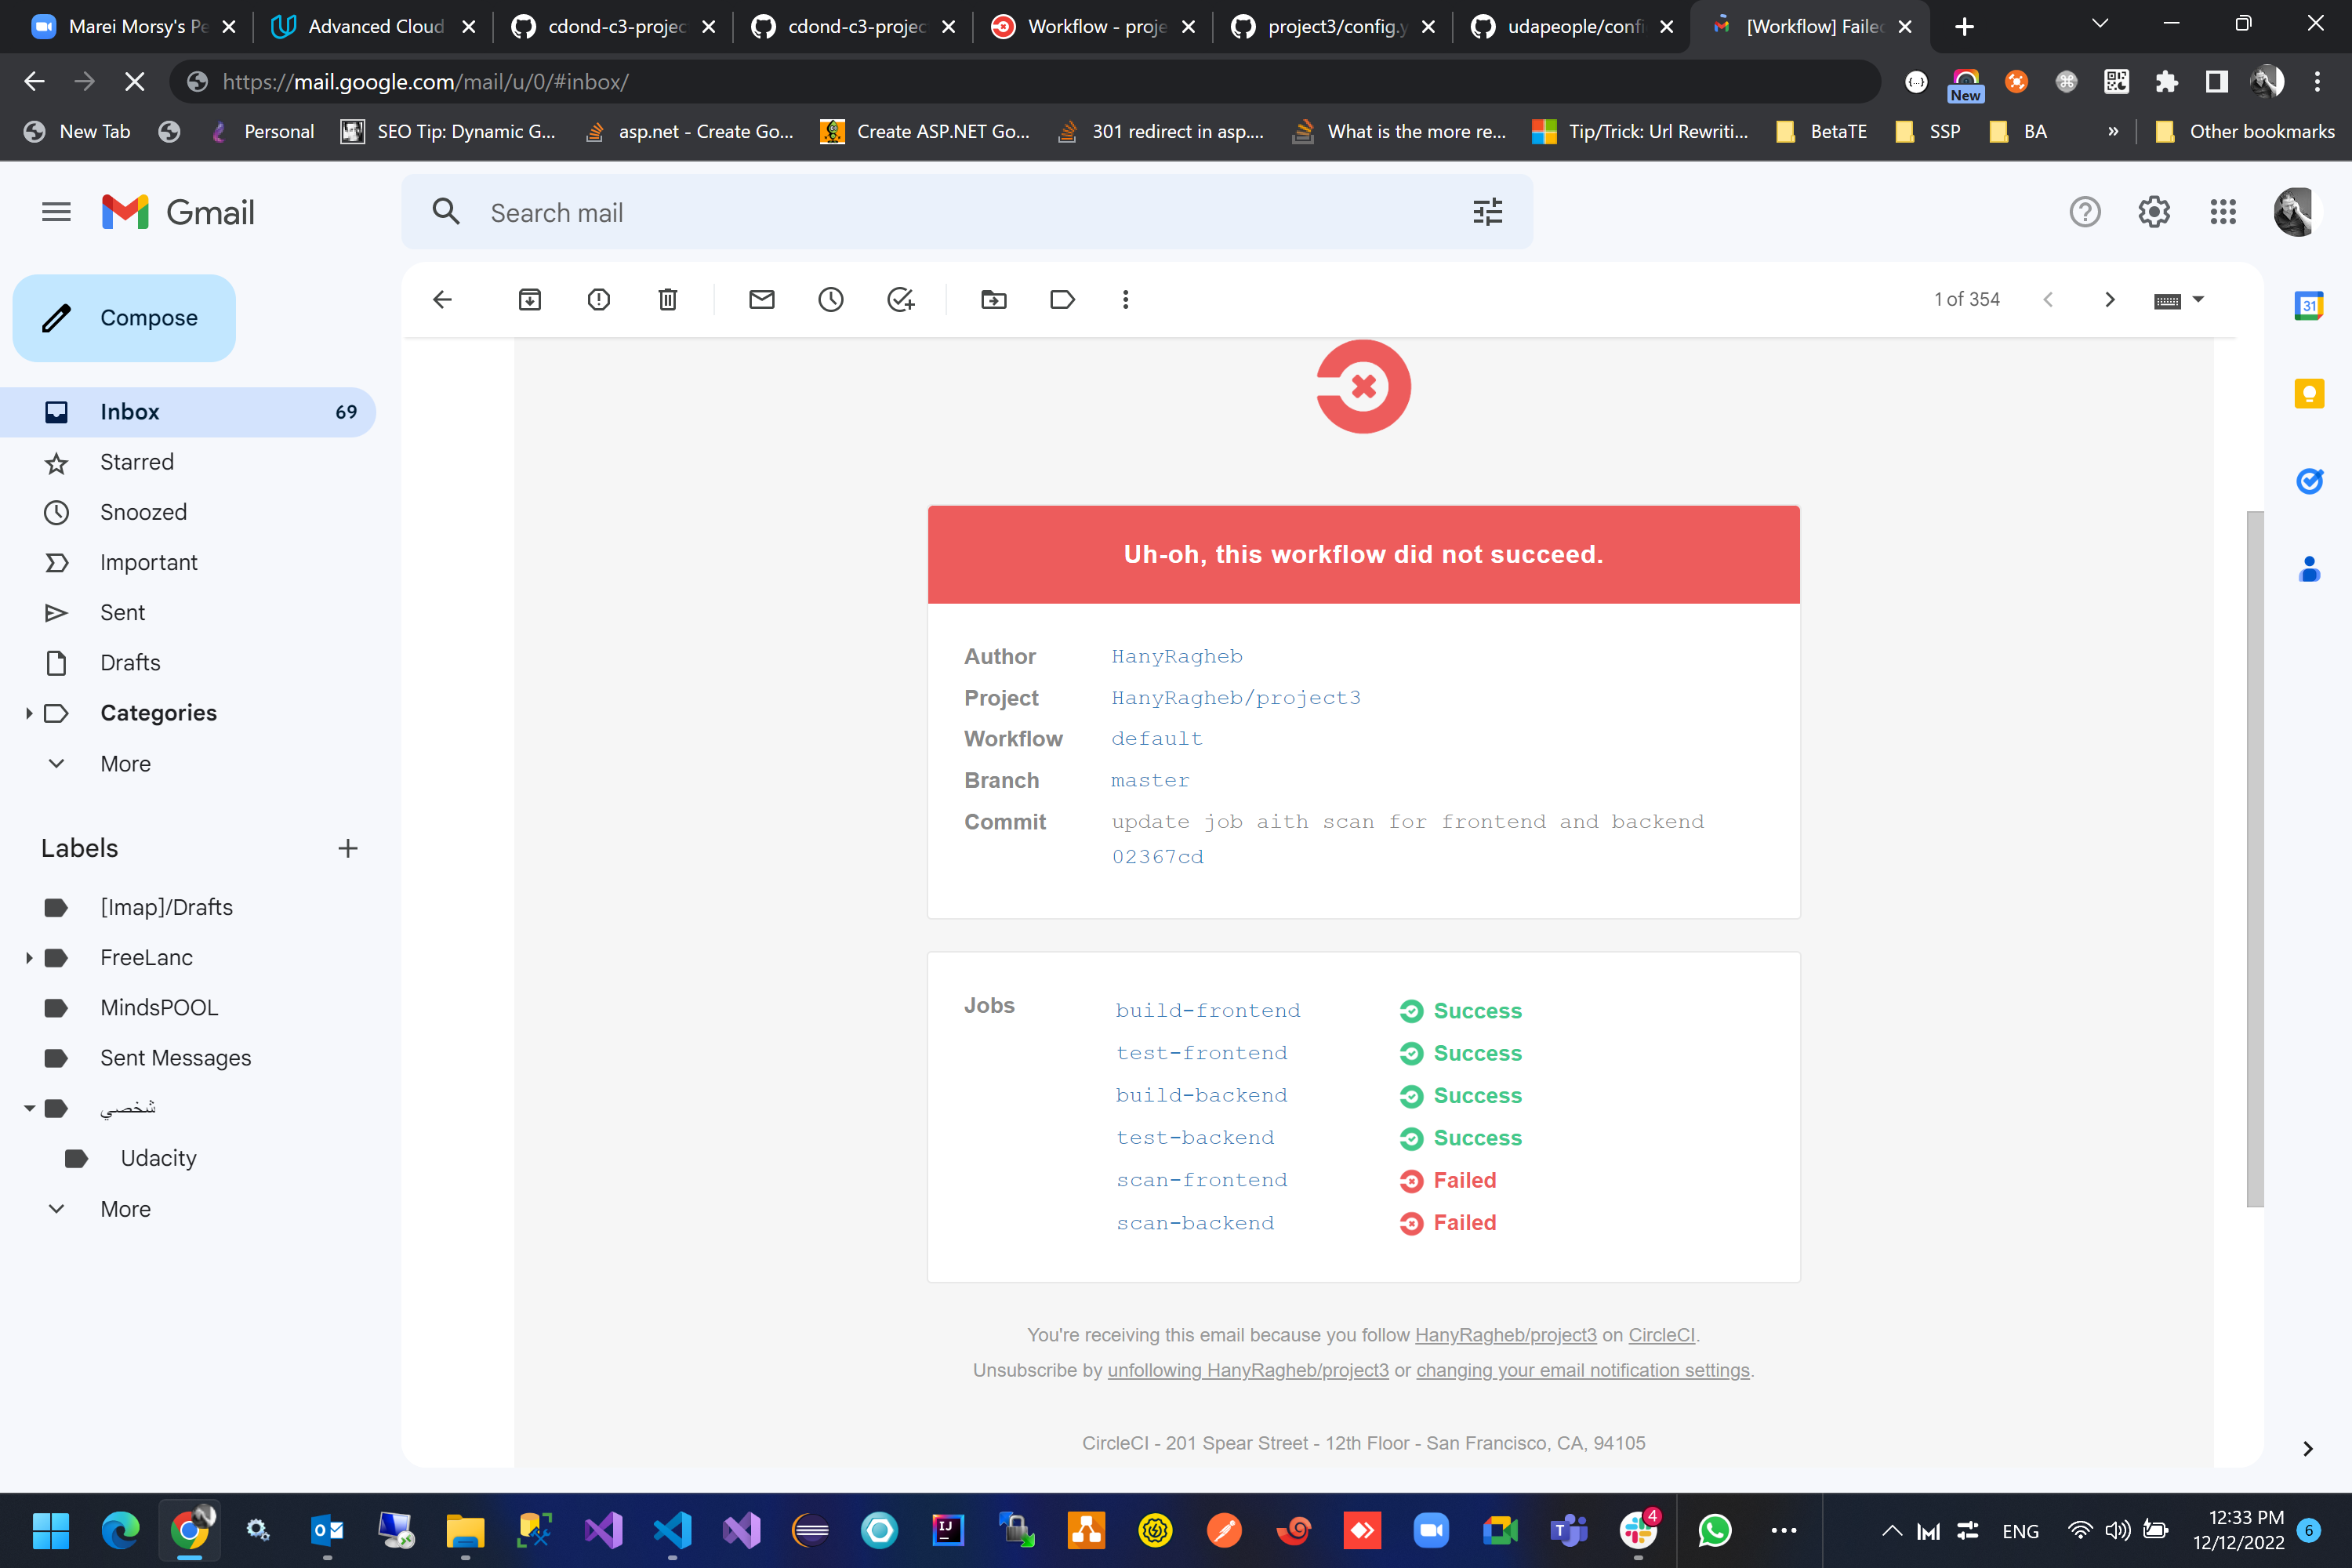 Marei Morsy's Pe
Advanced Cloud
cdond-c3-projec
cdond-c3-projec
Workflow - proje
project3/config.y
udapeople/confi
[Workflow] Failed
https://mail.google.com/mail/u/0/#inbox/
New
New Tab
Personal
SEO Tip: Dynamic G...
asp.net - Create Go...
Create ASP.NET Go...
301 redirect in asp....
What is the more re...
Tip/Trick: Url Rewriti...
BetaTE
SSP
BA
»
Other bookmarks
Gmail
Search mail
Compose
1 of 354
Inbox 69
Starred
Snoozed
Important
Sent
Drafts
Categories
More
Labels
[Imap]/Drafts
FreeLanc
MindsPOOL
Sent Messages
شخصي
Udacity
More
Uh-oh, this workflow did not succeed.
Author HanyRagheb
Project HanyRagheb/project3
Workflow default
Branch master
Commit update job aith scan for frontend and backend
02367cd
Jobs
build-frontend Success
test-frontend Success
build-backend Success
test-backend Success
scan-frontend Failed
scan-backend Failed
You're receiving this email because you follow HanyRagheb/project3 on CircleCI.
Unsubscribe by unfollowing HanyRagheb/project3 or changing your email notification settings.
CircleCI - 201 Spear Street - 12th Floor - San Francisco, CA, 94105
31
4
ENG
12:33 PM
12/12/2022
6